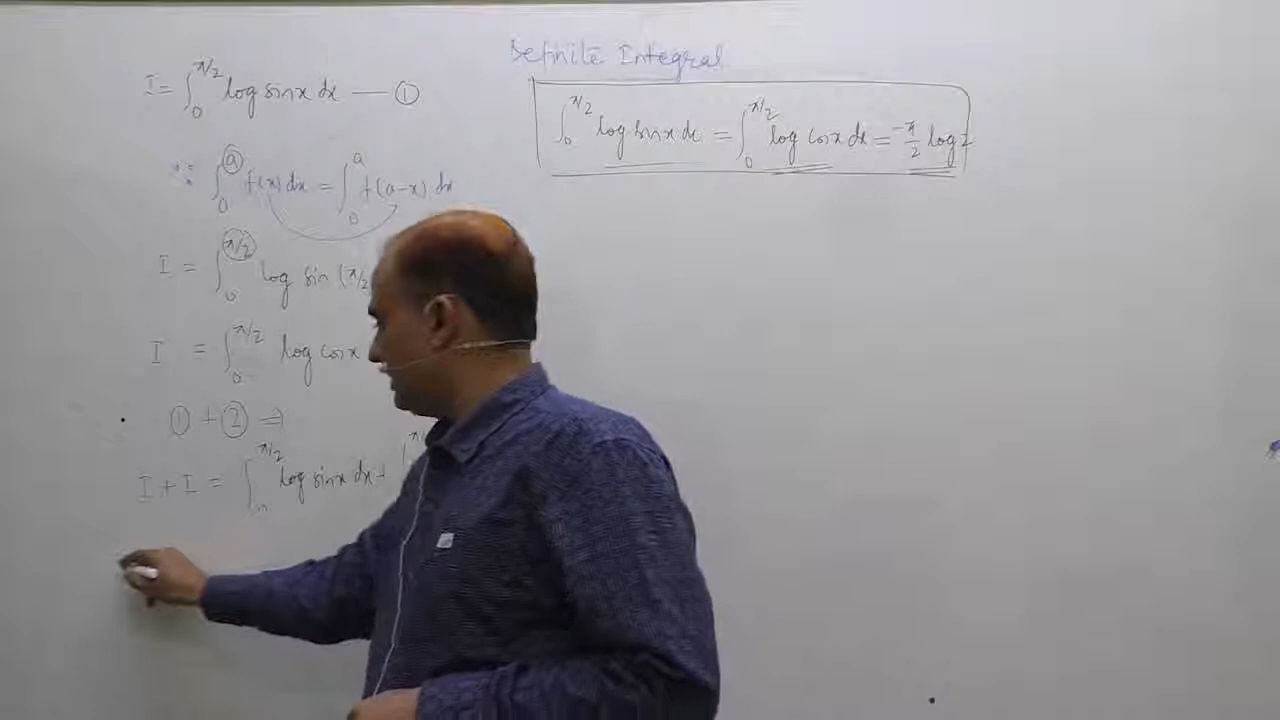 Definite Integral
I = ∫₀^π/2 log sinx dx — ①
∫₀^π/2 log sinx dx = ∫₀^π/2 log cosx dx = -π/2 log2
∵ ∫₀^a f(x) dx = ∫₀^a f(a-x) dx
I = ∫₀^π/2 log sin (π/2
I = ∫₀^π/2 log cosx
① + ② ⇒
I + I = ∫₀^π/2 log sinx dx +